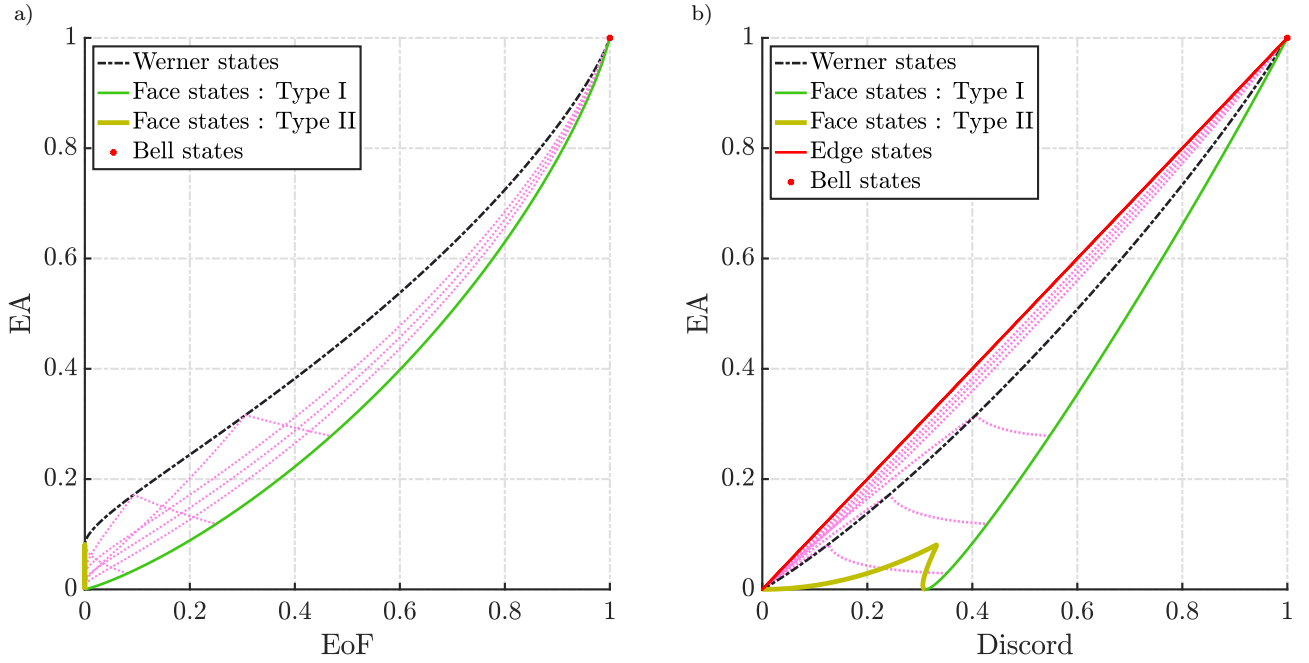 a)
1
0.8
0.6
0.4
0.2
0
EA
Werner states
Face states : Type I
Face states : Type II
Bell states
0 0.2 0.4 0.6 0.8 1
EoF
b)
1
0.8
0.6
0.4
0.2
0
EA
Werner states
Face states : Type I
Face states : Type II
Edge states
Bell states
0 0.2 0.4 0.6 0.8 1
Discord